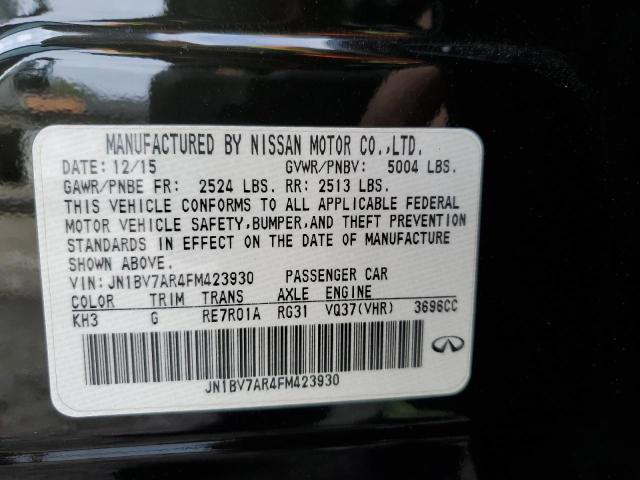 MANUFACTURED BY NISSAN MOTOR CO.,LTD.
DATE: 12/15 GVWR/PNBV: 5004 LBS.
GAWR/PNBE FR: 2524 LBS. RR: 2513 LBS.
THIS VEHICLE CONFORMS TO ALL APPLICABLE FEDERAL
MOTOR VEHICLE SAFETY,BUMPER,AND THEFT PREVENTION
STANDARDS IN EFFECT ON THE DATE OF MANUFACTURE
SHOWN ABOVE.
VIN: JN1BV7AR4FM423930 PASSENGER CAR
COLOR TRIM TRANS AXLE ENGINE
KH3 G RE7R01A RG31 VQ37(VHR) 3696CC
JN1BV7AR4FM423930